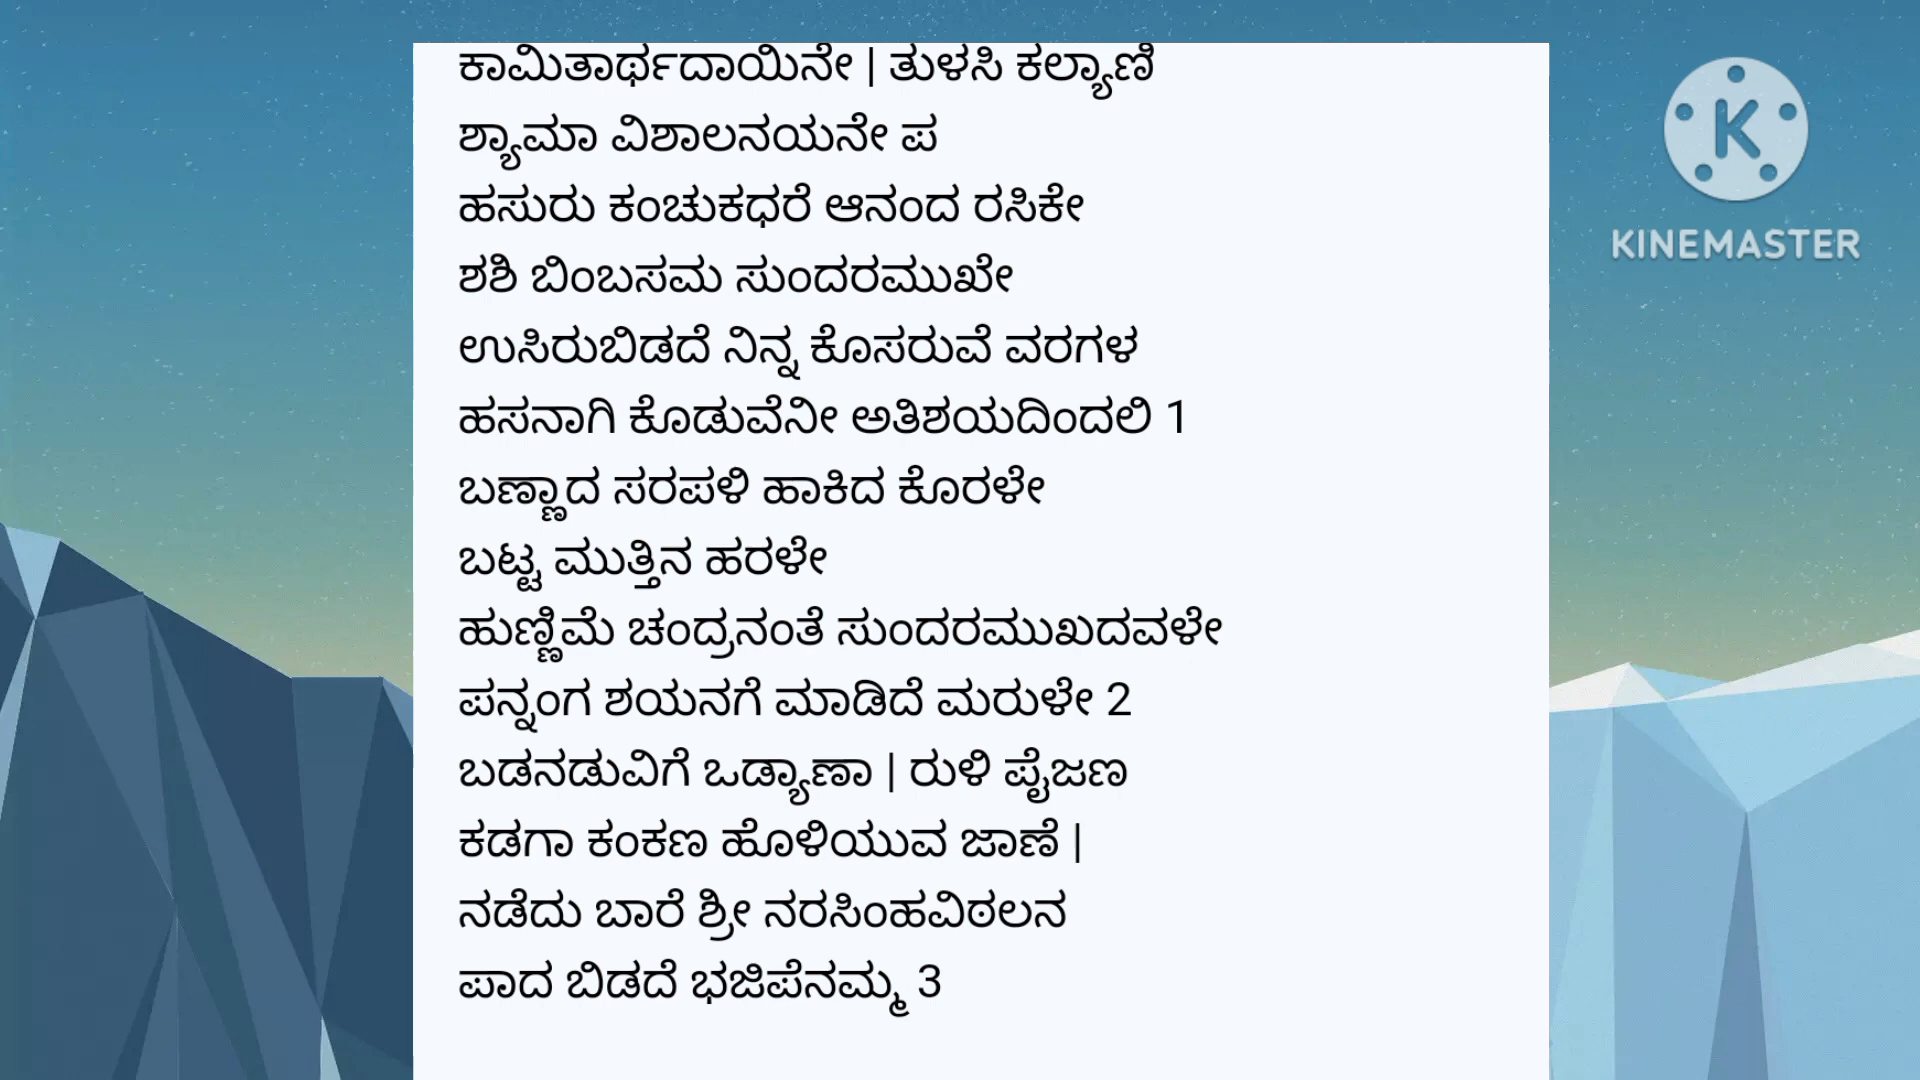 ಕಾಮಿತಾರ್ಥದಾಯಿನೇ | ತುಳಸಿ ಕಲ್ಯಾಣಿ
ಶ್ಯಾಮಾ ವಿಶಾಲನಯನೇ ಪ
ಹಸುರು ಕಂಚುಕಧರೆ ಆನಂದ ರಸಿಕೇ
ಶಶಿ ಬಿಂಬಸಮ ಸುಂದರಮುಖೇ
ಉಸಿರುಬಿಡದೆ ನಿನ್ನ ಕೊಸರುವೆ ವರಗಳ
ಹಸನಾಗಿ ಕೊಡುವೆನೀ ಅತಿಶಯದಿಂದಲಿ 1
ಬಣ್ಣಾದ ಸರಪಳಿ ಹಾಕಿದ ಕೊರಳೇ
ಬಟ್ಟ ಮುತ್ತಿನ ಹರಳೇ
ಹುಣ್ಣಿಮೆ ಚಂದ್ರನಂತೆ ಸುಂದರಮುಖದವಳೇ
ಪನ್ನಂಗ ಶಯನಗೆ ಮಾಡಿದೆ ಮರುಳೇ 2
ಬಡನಡುವಿಗೆ ಒಡ್ಯಾಣಾ | ರುಳಿ ಪೈಜಣ
ಕಡಗಾ ಕಂಕಣ ಹೊಳಿಯುವ ಜಾಣೆ |
ನಡೆದು ಬಾರೆ ಶ್ರೀ ನರಸಿಂಹವಿಠಲನ
ಪಾದ ಬಿಡದೆ ಭಜಿಪೆನಮ್ಮ 3
K
KINEMASTER